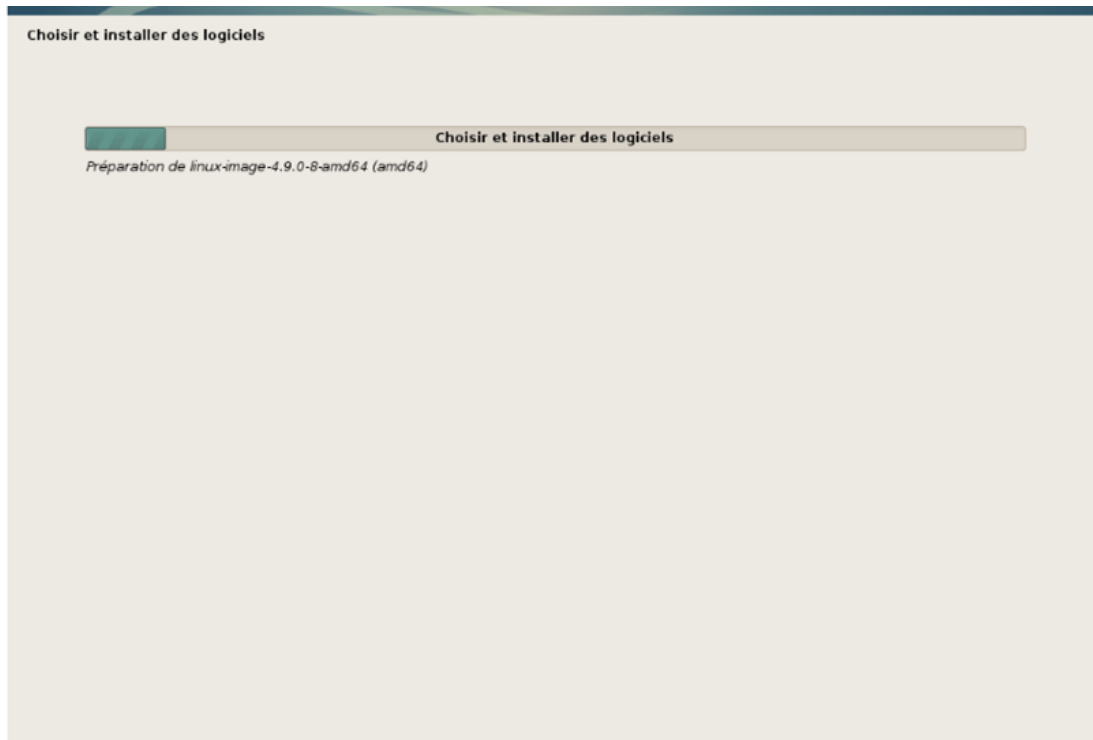 Choisir et installer des logiciels
Choisir et installer des logiciels
Préparation de linux-image-4.9.0-8-amd64 (amd64)